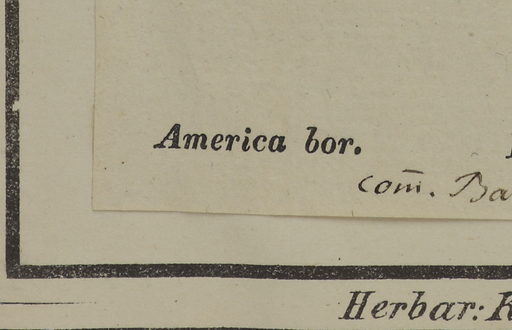 America bor.
com̄. Ba
Herbar: